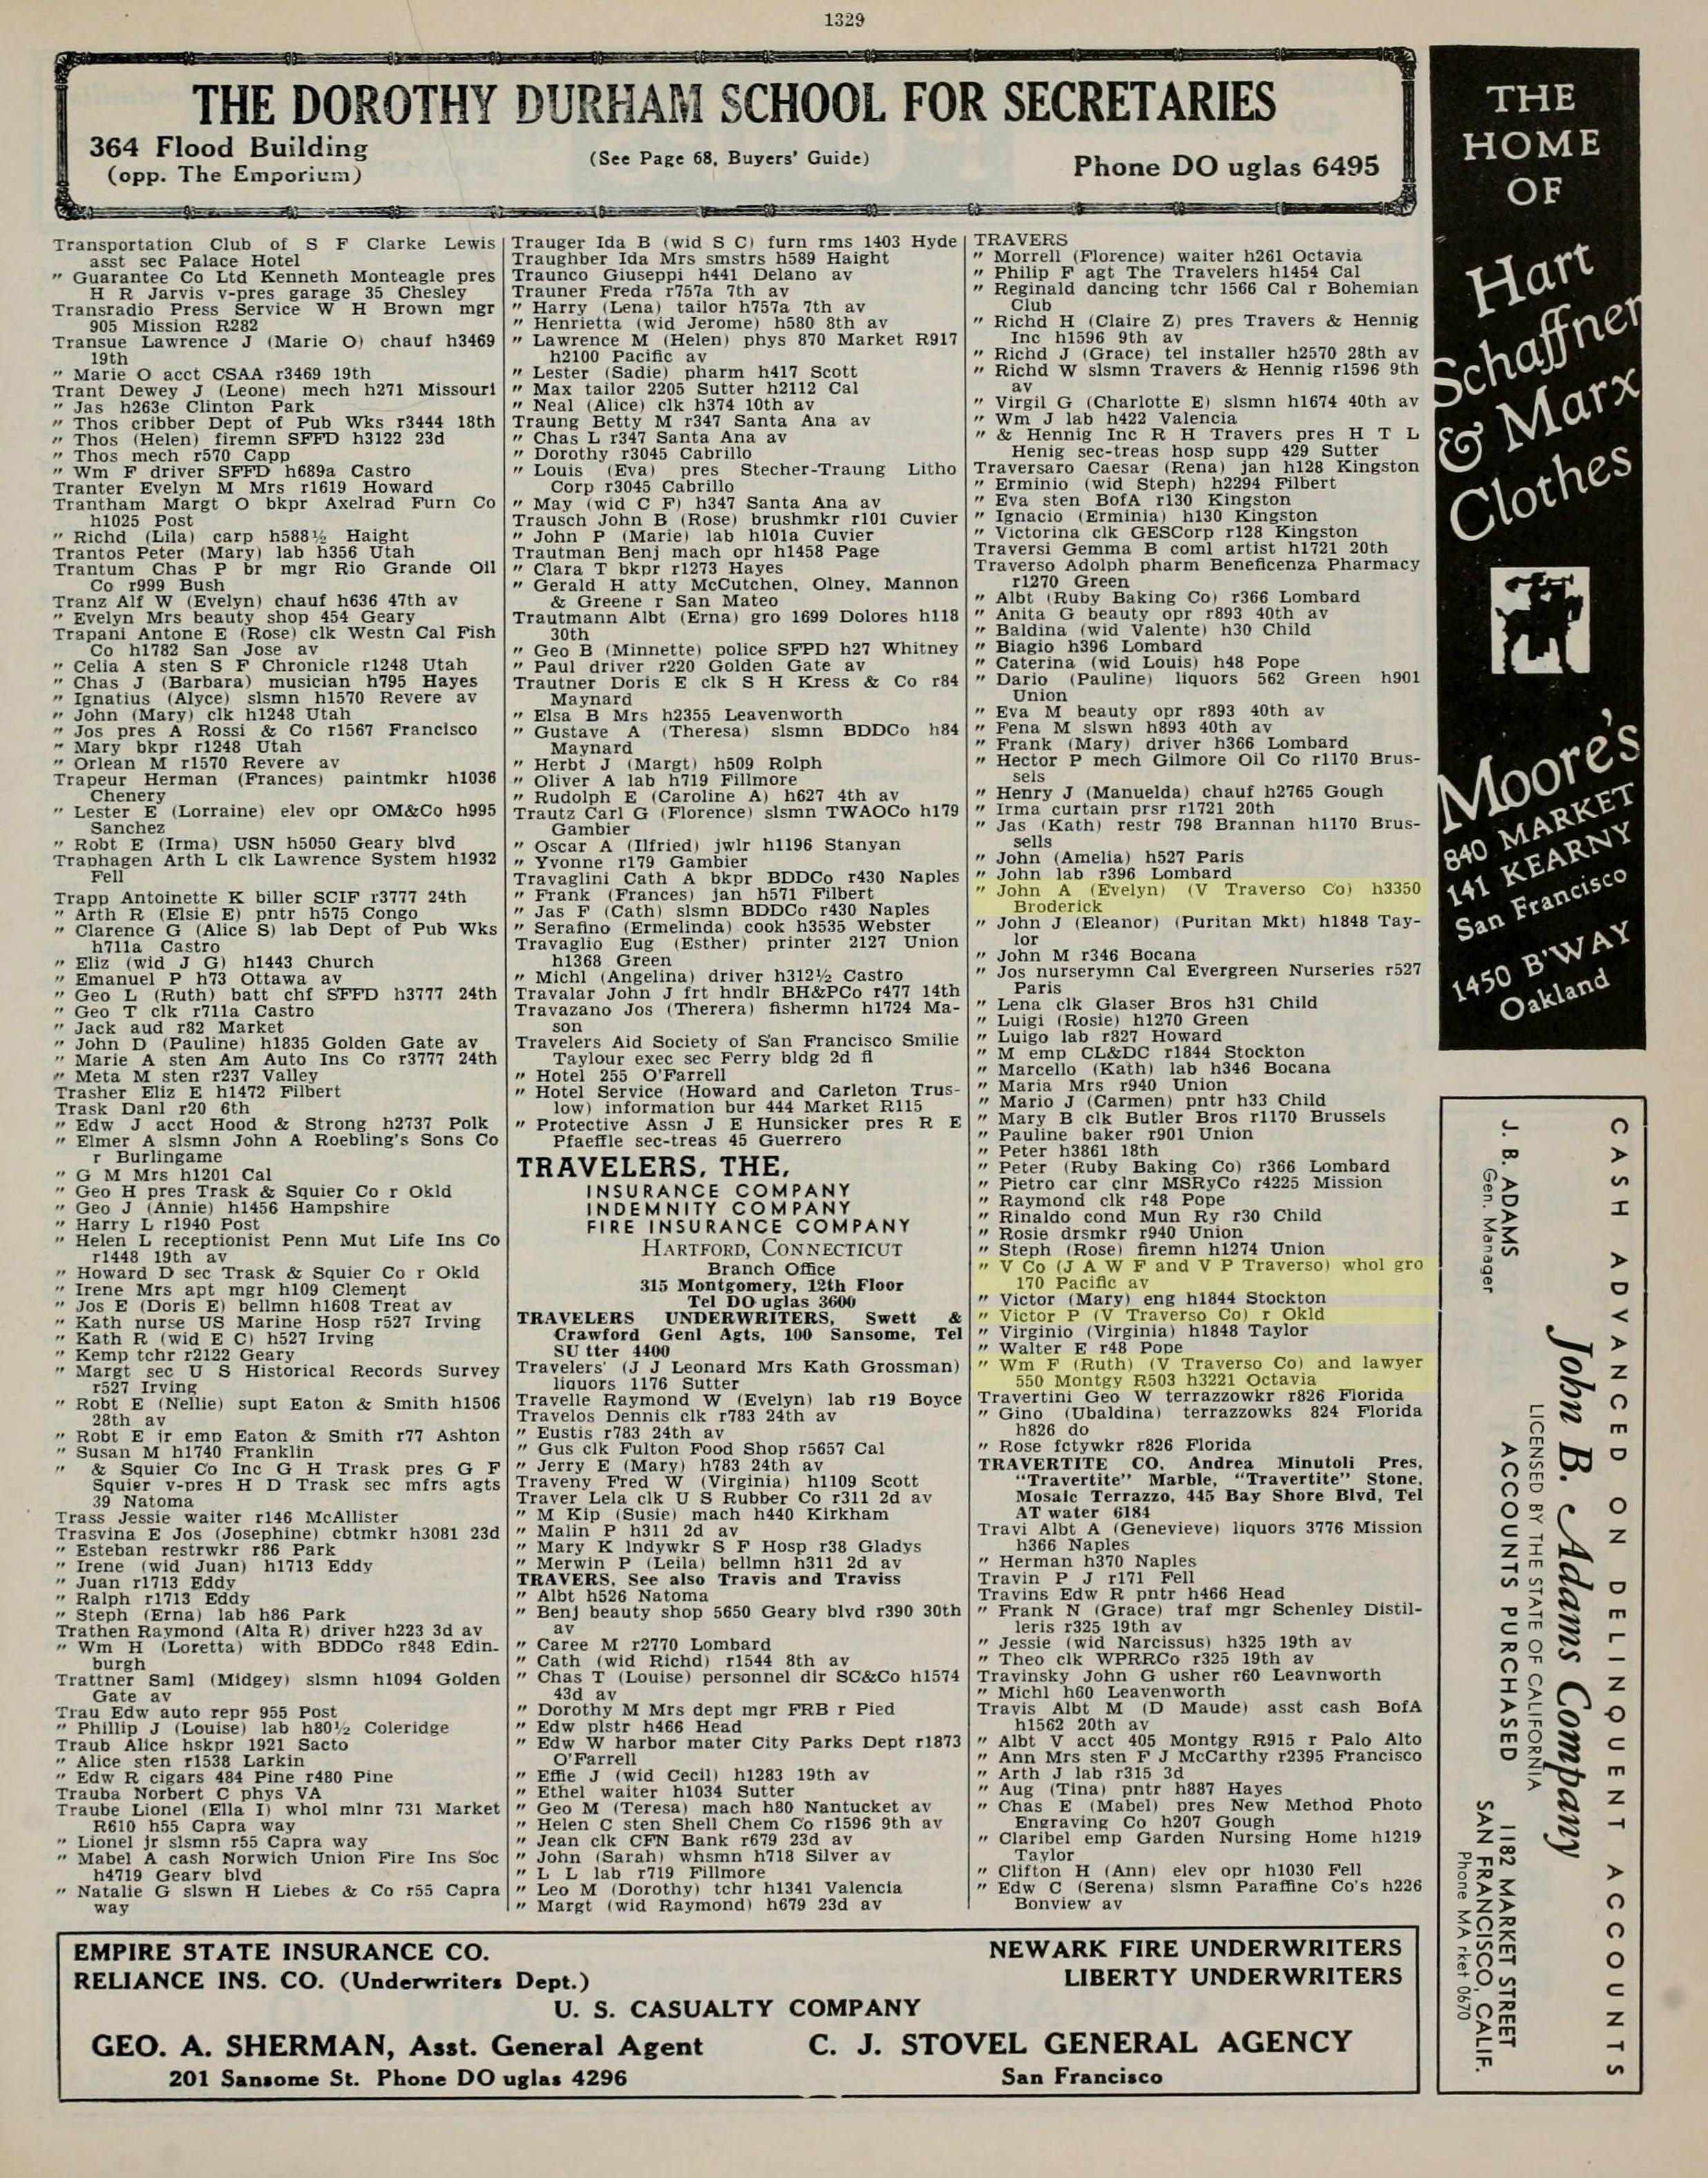 1329
THE DOROTHY DURHAM SCHOOL FOR SECRETARIES
364 Flood Building
(opp. The Emporium)
(See Page 68, Buyers' Guide)
Phone DO uglas 6495
Transportation Club of S F Clarke Lewis
asst sec Palace Hotel
" Guarantee Co Ltd Kenneth Monteagle pres
H R Jarvis v-pres garage 35 Chesley
Transradio Press Service W H Brown mgr
905 Mission R282
Transue Lawrence J (Marie O) chauf h3469
19th
" Marie O acct CSAA r3469 19th
Trant Dewey J (Leone) mech h271 Missouri
" Jas h263e Clinton Park
" Thos cribber Dept of Pub Wks r3444 18th
" Thos (Helen) firemn SFFD h3122 23d
" Thos mech r570 Capp
" Wm F driver SFFD h689a Castro
Tranter Evelyn M Mrs r1619 Howard
Trantham Margt O bkpr Axelrad Furn Co
h1025 Post
" Richd (Lila) carp h588½ Haight
Trantos Peter (Mary) lab h356 Utah
Trantum Chas P br mgr Rio Grande Oil
Co r999 Bush
Tranz Alf W (Evelyn) chauf h636 47th av
" Evelyn Mrs beauty shop 454 Geary
Trapani Antone E (Rose) clk Westn Cal Fish
Co h1782 San Jose av
" Celia A sten S F Chronicle r1248 Utah
" Chas J (Barbara) musician h795 Hayes
" Ignatius (Alyce) slsmn h1570 Revere av
" John (Mary) clk h1248 Utah
" Jos pres A Rossi & Co r1567 Francisco
" Mary bkpr r1248 Utah
" Orlean M r1570 Revere av
Trapeur Herman (Frances) paintmkr h1036
Chenery
" Lester E (Lorraine) elev opr OM&Co h995
Sanchez
" Robt E (Irma) USN h5050 Geary blvd
Traphagen Arth L clk Lawrence System h1932
Fell
Trapp Antoinette K biller SCIF r3777 24th
" Arth R (Elsie E) pntr h575 Congo
" Clarence G (Alice S) lab Dept of Pub Wks
h711a Castro
" Eliz (wid J G) h1443 Church
" Emanuel P h73 Ottawa av
" Geo L (Ruth) batt chf SFFD h3777 24th
" Geo T clk r711a Castro
" Jack aud r82 Market
" John D (Pauline) h1835 Golden Gate av
" Marie A sten Am Auto Ins Co r3777 24th
" Meta M sten r237 Valley
Trasher Eliz E h1472 Filbert
Trask Danl r20 6th
" Edw J acct Hood & Strong h2737 Polk
" Elmer A slsmn John A Roebling's Sons Co
r Burlingame
" G M Mrs h1201 Cal
" Geo H pres Trask & Squier Co r Okld
" Geo J (Annie) h1456 Hampshire
" Harry L r1940 Post
" Helen L receptionist Penn Mut Life Ins Co
r1448 19th av
" Howard D sec Trask & Squier Co r Okld
" Irene Mrs apt mgr h109 Clement
" Jos E (Doris E) bellmn h1608 Treat av
" Kath nurse US Marine Hosp r527 Irving
" Kath R (wid E C) h527 Irving
" Kemp tchr r2122 Geary
" Margt sec U S Historical Records Survey
r527 Irving
" Robt E (Nellie) supt Eaton & Smith h1506
28th av
" Robt E jr emp Eaton & Smith r77 Ashton
" Susan M h1740 Franklin
" & Squier Co Inc G H Trask pres G F
Squier v-pres H D Trask sec mfrs agts
39 Natoma
Trass Jessie waiter r146 McAllister
Trasvina E Jos (Josephine) cbtmkr h3081 23d
" Esteban restrwkr r86 Park
" Irene (wid Juan) h1713 Eddy
" Juan r1713 Eddy
" Ralph r1713 Eddy
" Steph (Erna) lab h86 Park
Trathen Raymond (Alta R) driver h223 3d av
" Wm H (Loretta) with BDDCo r848 Edin-
burgh
Trattner Saml (Midgey) slsmn h1094 Golden
Gate av
Trau Edw auto repr 955 Post
" Phillip J (Louise) lab h80½ Coleridge
Traub Alice hskpr 1921 Sacto
" Alice sten r1538 Larkin
" Edw R cigars 484 Pine r480 Pine
Trauba Norbert C phys VA
Traube Lionel (Ella I) whol mlnr 731 Market
R610 h55 Capra way
" Lionel jr slsmn r55 Capra way
" Mabel A cash Norwich Union Fire Ins Soc
h4719 Geary blvd
" Natalie G slswn H Liebes & Co r55 Capra
way
Trauger Ida B (wid S C) furn rms 1403 Hyde
Traughber Ida Mrs smstrs h589 Haight
Traunco Giuseppi h441 Delano av
Trauner Freda r757a 7th av
" Harry (Lena) tailor h757a 7th av
" Henrietta (wid Jerome) h580 8th av
" Lawrence M (Helen) phys 870 Market R917
h2100 Pacific av
" Lester (Sadie) pharm h417 Scott
" Max tailor 2205 Sutter h2112 Cal
" Neal (Alice) clk h374 10th av
Traung Betty M r347 Santa Ana av
" Chas L r347 Santa Ana av
" Dorothy r3045 Cabrillo
" Louis (Eva) pres Stecher-Traung Litho
Corp r3045 Cabrillo
" May (wid C F) h347 Santa Ana av
Trausch John B (Rose) brushmkr r101 Cuvier
" John P (Marie) lab h101a Cuvier
Trautman Benj mach opr h1458 Page
" Clara T bkpr r1273 Hayes
" Gerald H atty McCutchen, Olney, Mannon
& Greene r San Mateo
Trautmann Albt (Erna) gro 1699 Dolores h118
30th
" Geo B (Minnette) police SFPD h27 Whitney
" Paul driver r220 Golden Gate av
Trautner Doris E clk S H Kress & Co r84
Maynard
" Elsa B Mrs h2355 Leavenworth
" Gustave A (Theresa) slsmn BDDCo h84
Maynard
" Herbt J (Margt) h509 Rolph
" Oliver A lab h719 Fillmore
" Rudolph E (Caroline A) h627 4th av
Trautz Carl G (Florence) slsmn TWAOCo h179
Gambier
" Oscar A (Ilfried) jwlr h1196 Stanyan
" Yvonne r179 Gambier
Travaglini Cath A bkpr BDDCo r430 Naples
" Frank (Frances) jan h571 Filbert
" Jas F (Cath) slsmn BDDCo r430 Naples
" Serafino (Ermelinda) cook h3535 Webster
Travaglio Eug (Esther) printer 2127 Union
h1368 Green
" Michl (Angelina) driver h312½ Castro
Travalar John J frt hndlr BH&PCo r477 14th
Travazano Jos (Therera) fishermn h1724 Ma-
son
Travelers Aid Society of San Francisco Smilie
Taylour exec sec Ferry bldg 2d fl
" Hotel 255 O'Farrell
" Hotel Service (Howard and Carleton Trus-
low) information bur 444 Market R115
" Protective Assn J E Hunsicker pres R E
Pfaeffle sec-treas 45 Guerrero
TRAVELERS, THE,
INSURANCE COMPANY
INDEMNITY COMPANY
FIRE INSURANCE COMPANY
HARTFORD, CONNECTICUT
Branch Office
315 Montgomery, 12th Floor
Tel DO uglas 3600
TRAVELERS UNDERWRITERS, Swett &
Crawford Genl Agts, 100 Sansome, Tel
SU tter 4400
Travelers' (J J Leonard Mrs Kath Grossman)
liquors 1176 Sutter
Travelle Raymond W (Evelyn) lab r19 Boyce
Travelos Dennis clk r783 24th av
" Eustis r783 24th av
" Gus clk Fulton Food Shop r5657 Cal
" Jerry E (Mary) h783 24th av
Traveny Fred W (Virginia) h1109 Scott
Traver Lela clk U S Rubber Co r311 2d av
" M Kip (Susie) mach h440 Kirkham
" Malin P h311 2d av
" Mary K lndywkr S F Hosp r38 Gladys
" Merwin P (Leila) bellmn h311 2d av
TRAVERS, See also Travis and Traviss
" Albt h526 Natoma
" Benj beauty shop 5650 Geary blvd r390 30th
av
" Caree M r2770 Lombard
" Cath (wid Richd) r1544 8th av
" Chas T (Louise) personnel dir SC&Co h1574
43d av
" Dorothy M Mrs dept mgr FRB r Pied
" Edw plstr h466 Head
" Edw W harbor mater City Parks Dept r1873
O'Farrell
" Effie J (wid Cecil) h1283 19th av
" Ethel waiter h1034 Sutter
" Geo M (Teresa) mach h80 Nantucket av
" Helen C sten Shell Chem Co r1596 9th av
" Jean clk CFN Bank r679 23d av
" John (Sarah) whsmn h718 Silver av
" L L lab r719 Fillmore
" Leo M (Dorothy) tchr h1341 Valencia
" Margt (wid Raymond) h679 23d av
TRAVERS
" Morrell (Florence) waiter h261 Octavia
" Philip F agt The Travelers h1454 Cal
" Reginald dancing tchr 1566 Cal r Bohemian
Club
" Richd H (Claire Z) pres Travers & Hennig
Inc h1596 9th av
" Richd J (Grace) tel installer h2570 28th av
" Richd W slsmn Travers & Hennig r1596 9th
av
" Virgil G (Charlotte E) slsmn h1674 40th av
" Wm J lab h422 Valencia
" & Hennig Inc R H Travers pres H T L
Henig sec-treas hosp supp 429 Sutter
Traversaro Caesar (Rena) jan h128 Kingston
" Erminio (wid Steph) h2294 Filbert
" Eva sten BofA r130 Kingston
" Ignacio (Erminia) h130 Kingston
" Victorina clk GESCorp r128 Kingston
Traversi Gemma B coml artist h1721 20th
Traverso Adolph pharm Beneficenza Pharmacy
r1270 Green
" Albt (Ruby Baking Co) r366 Lombard
" Anita G beauty opr r893 40th av
" Baldina (wid Valente) h30 Child
" Biagio h396 Lombard
" Caterina (wid Louis) h48 Pope
" Dario (Pauline) liquors 562 Green h901
Union
" Eva M beauty opr r893 40th av
" Fena M slswn h893 40th av
" Frank (Mary) driver h366 Lombard
" Hector P mech Gilmore Oil Co r1170 Brus-
sels
" Henry J (Manuelda) chauf h2765 Gough
" Irma curtain prsr r1721 20th
" Jas (Kath) restr 798 Brannan h1170 Brus-
sells
" John (Amelia) h527 Paris
" John lab r396 Lombard
" John A (Evelyn) (V Traverso Co) h3350
Broderick
" John J (Eleanor) (Puritan Mkt) h1848 Tay-
lor
" John M r346 Bocana
" Jos nurserymn Cal Evergreen Nurseries r527
Paris
" Lena clk Glaser Bros h31 Child
" Luigi (Rosie) h1270 Green
" Luigo lab r827 Howard
" M emp CL&DC r1844 Stockton
" Marcello (Kath) lab h346 Bocana
" Maria Mrs r940 Union
" Mario J (Carmen) pntr h33 Child
" Mary B clk Butler Bros r1170 Brussels
" Pauline baker r901 Union
" Peter h3861 18th
" Peter (Ruby Baking Co) r366 Lombard
" Pietro car clnr MSRyCo r4225 Mission
" Raymond clk r48 Pope
" Rinaldo cond Mun Ry r30 Child
" Rosie drsmkr r940 Union
" Steph (Rose) firemn h1274 Union
" V Co (J A W F and V P Traverso) whol gro
170 Pacific av
" Victor (Mary) eng h1844 Stockton
" Victor P (V Traverso Co) r Okld
" Virginio (Virginia) h1848 Taylor
" Walter E r48 Pope
" Wm F (Ruth) (V Traverso Co) and lawyer
550 Montgy R503 h3221 Octavia
Travertini Geo W terrazzowkr r826 Florida
" Gino (Ubaldina) terrazzowks 824 Florida
h826 do
" Rose fctywkr r826 Florida
TRAVERTITE CO, Andrea Minutoli Pres,
"Travertite" Marble, "Travertite" Stone,
Mosaic Terrazzo, 445 Bay Shore Blvd, Tel
AT water 6184
Travi Albt A (Genevieve) liquors 3776 Mission
h366 Naples
" Herman h370 Naples
Travin P J r171 Fell
Travins Edw R pntr h466 Head
" Frank N (Grace) traf mgr Schenley Distil-
leris r325 19th av
" Jessie (wid Narcissus) h325 19th av
" Theo clk WPRRCo r325 19th av
Travinsky John G usher r60 Leavnworth
" Michl h60 Leavenworth
Travis Albt M (D Maude) asst cash BofA
h1562 20th av
" Albt V acct 405 Montgy R915 r Palo Alto
" Ann Mrs sten F J McCarthy r2395 Francisco
" Arth J lab r315 3d
" Aug (Tina) pntr h887 Hayes
" Chas E (Mabel) pres New Method Photo
Engraving Co h207 Gough
" Claribel emp Garden Nursing Home h1219
Taylor
" Clifton H (Ann) elev opr h1030 Fell
" Edw C (Serena) slsmn Paraffine Co's h226
Bonview av
THE
HOME
OF
Hart
Schaffner
& Marx
Clothes
Moore's
840 MARKET
141 KEARNY
San Francisco
1450 B'WAY
Oakland
CASH ADVANCED ON DELINQUENT ACCOUNTS
John B. Adams Company
LICENSED BY THE STATE OF CALIFORNIA
ACCOUNTS PURCHASED
J. B. ADAMS
Gen. Manager
1182 MARKET STREET
SAN FRANCISCO, CALIF.
Phone MA rket 0670
EMPIRE STATE INSURANCE CO.
RELIANCE INS. CO. (Underwriters Dept.)
NEWARK FIRE UNDERWRITERS
LIBERTY UNDERWRITERS
U. S. CASUALTY COMPANY
GEO. A. SHERMAN, Asst. General Agent
201 Sansome St. Phone DO uglas 4296
C. J. STOVEL GENERAL AGENCY
San Francisco